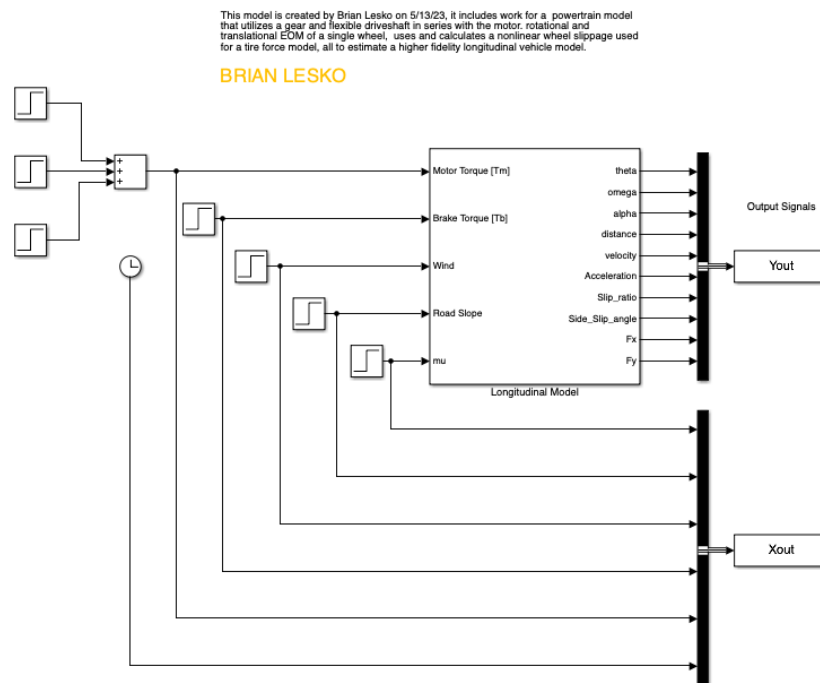 This model is created by Brian Lesko on 5/13/23, it includes work for a  powertrain model
that utilizes a gear and flexible driveshaft in series with the motor. rotational and
translational EOM of a single wheel,  uses and calculates a nonlinear wheel slippage used
for a tire force model, all to estimate a higher fidelity longitudinal vehicle model.
BRIAN LESKO
+
+
+
Motor Torque [Tm]
Brake Torque [Tb]
Wind
Road Slope
mu
theta
omega
alpha
distance
velocity
Acceleration
Slip_ratio
Side_Slip_angle
Fx
Fy
Longitudinal Model
Output Signals
Yout
Xout